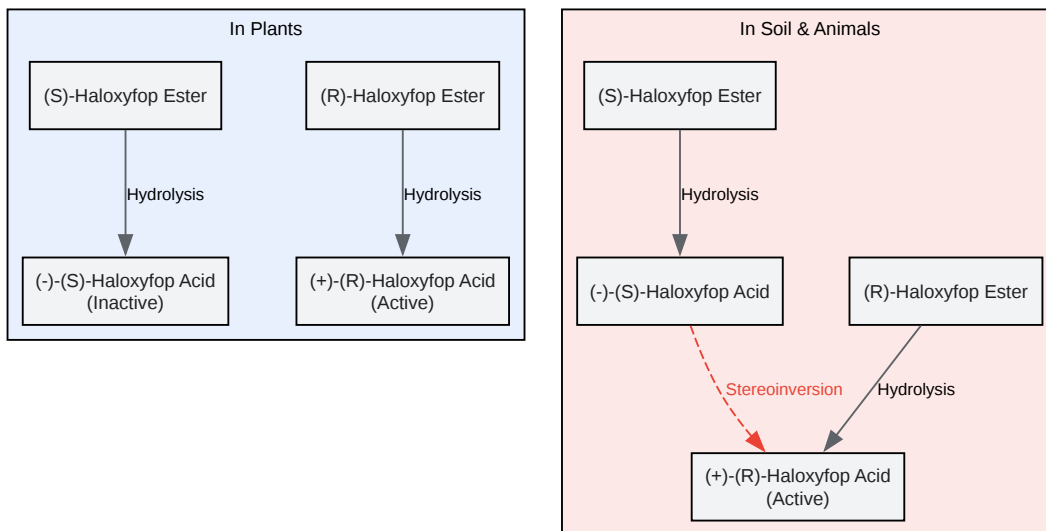 In Plants
(S)-Haloxyfop Ester
(R)-Haloxyfop Ester
Hydrolysis
Hydrolysis
(-)-(S)-Haloxyfop Acid
(Inactive)
(+)-(R)-Haloxyfop Acid
(Active)
In Soil & Animals
(S)-Haloxyfop Ester
Hydrolysis
(-)-(S)-Haloxyfop Acid
(R)-Haloxyfop Ester
Stereoinversion
Hydrolysis
(+)-(R)-Haloxyfop Acid
(Active)